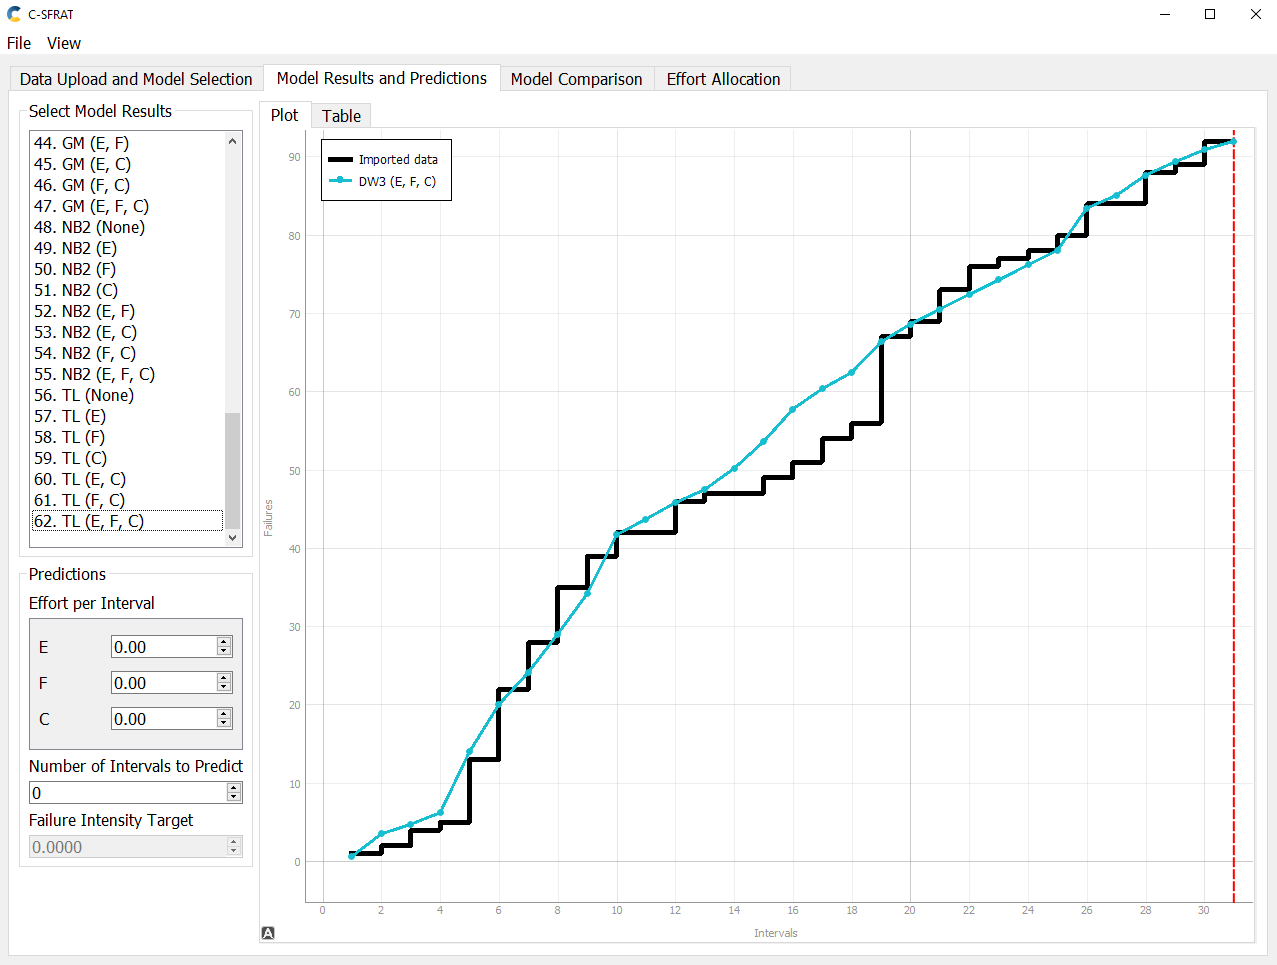 C-SFRAT
File View
Data Upload and Model Selection
Model Results and Predictions
Model Comparison
Effort Allocation
Select Model Results
44. GM (E, F)
45. GM (E, C)
46. GM (F, C)
47. GM (E, F, C)
48. NB2 (None)
49. NB2 (E)
50. NB2 (F)
51. NB2 (C)
52. NB2 (E, F)
53. NB2 (E, C)
54. NB2 (F, C)
55. NB2 (E, F, C)
56. TL (None)
57. TL (E)
58. TL (F)
59. TL (C)
60. TL (E, C)
61. TL (F, C)
62. TL (E, F, C)
Predictions
Effort per Interval
E 0.00
F 0.00
C 0.00
Number of Intervals to Predict
0
Failure Intensity Target
0.0000
Plot
Table
Imported data
DW3 (E, F, C)
Failures
90
80
70
60
50
40
30
20
10
0
0 2 4 6 8 10 12 14 16 18 20 22 24 26 28 30
Intervals
A